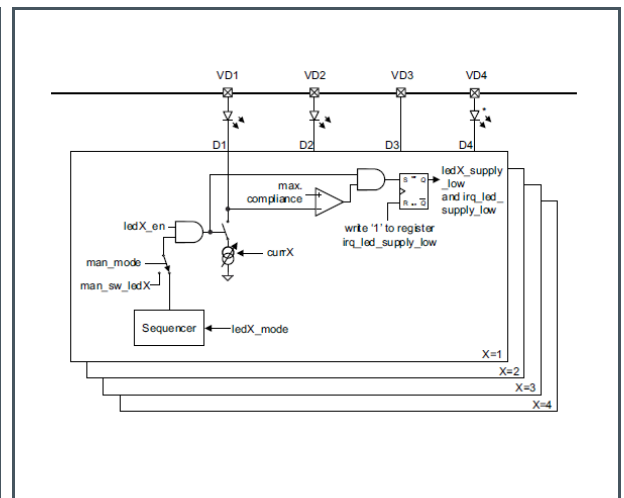 VD1 VD2 VD3 VD4
*
D1 D2 D3 D4
max.
compliance
+
−
S Q
R Q
ledX_supply
_low
and irq_led_
supply_low
write '1' to register
irq_led_supply_low
ledX_en
currX
man_mode
man_sw_ledX
Sequencer
ledX_mode
X=1
X=2
X=3
X=4